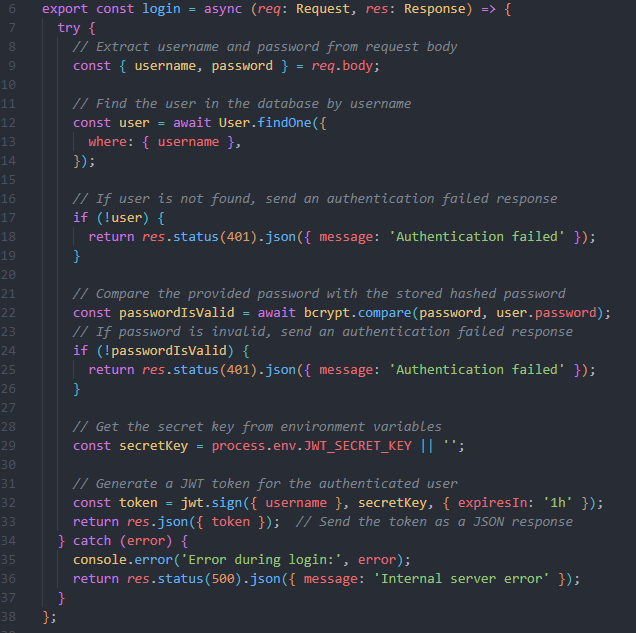 6 export const login = async (req: Request, res: Response) => {
7 try {
8 // Extract username and password from request body
9 const { username, password } = req.body;
10
11 // Find the user in the database by username
12 const user = await User.findOne({
13 where: { username },
14 });
15
16 // If user is not found, send an authentication failed response
17 if (!user) {
18 return res.status(401).json({ message: 'Authentication failed' });
19 }
20
21 // Compare the provided password with the stored hashed password
22 const passwordIsValid = await bcrypt.compare(password, user.password);
23 // If password is invalid, send an authentication failed response
24 if (!passwordIsValid) {
25 return res.status(401).json({ message: 'Authentication failed' });
26 }
27
28 // Get the secret key from environment variables
29 const secretKey = process.env.JWT_SECRET_KEY || '';
30
31 // Generate a JWT token for the authenticated user
32 const token = jwt.sign({ username }, secretKey, { expiresIn: '1h' });
33 return res.json({ token }); // Send the token as a JSON response
34 } catch (error) {
35 console.error('Error during login:', error);
36 return res.status(500).json({ message: 'Internal server error' });
37 }
38 };